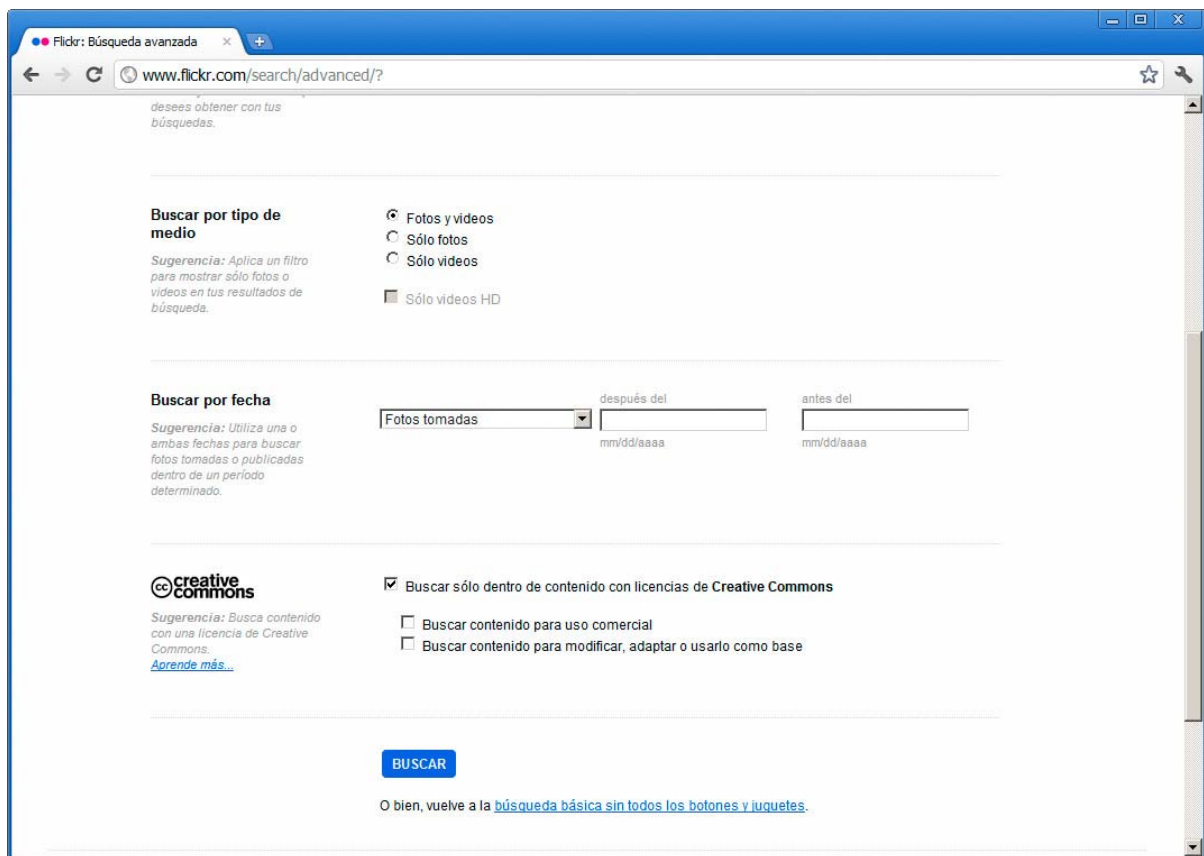 Flickr: Búsqueda avanzada
www.flickr.com/search/advanced/?
desees obtener con tus
búsquedas.
Buscar por tipo de
medio
Sugerencia: Aplica un filtro
para mostrar sólo fotos o
videos en tus resultados de
búsqueda.
Fotos y videos
Sólo fotos
Sólo videos
Sólo videos HD
Buscar por fecha
Sugerencia: Utiliza una o
ambas fechas para buscar
fotos tomadas o publicadas
dentro de un período
determinado.
Fotos tomadas
después del
mm/dd/aaaa
antes del
mm/dd/aaaa
cc creative
commons
Sugerencia: Busca contenido
con una licencia de Creative
Commons.
Aprende más...
Buscar sólo dentro de contenido con licencias de Creative Commons
Buscar contenido para uso comercial
Buscar contenido para modificar, adaptar o usarlo como base
BUSCAR
O bien, vuelve a la búsqueda básica sin todos los botones y juguetes.